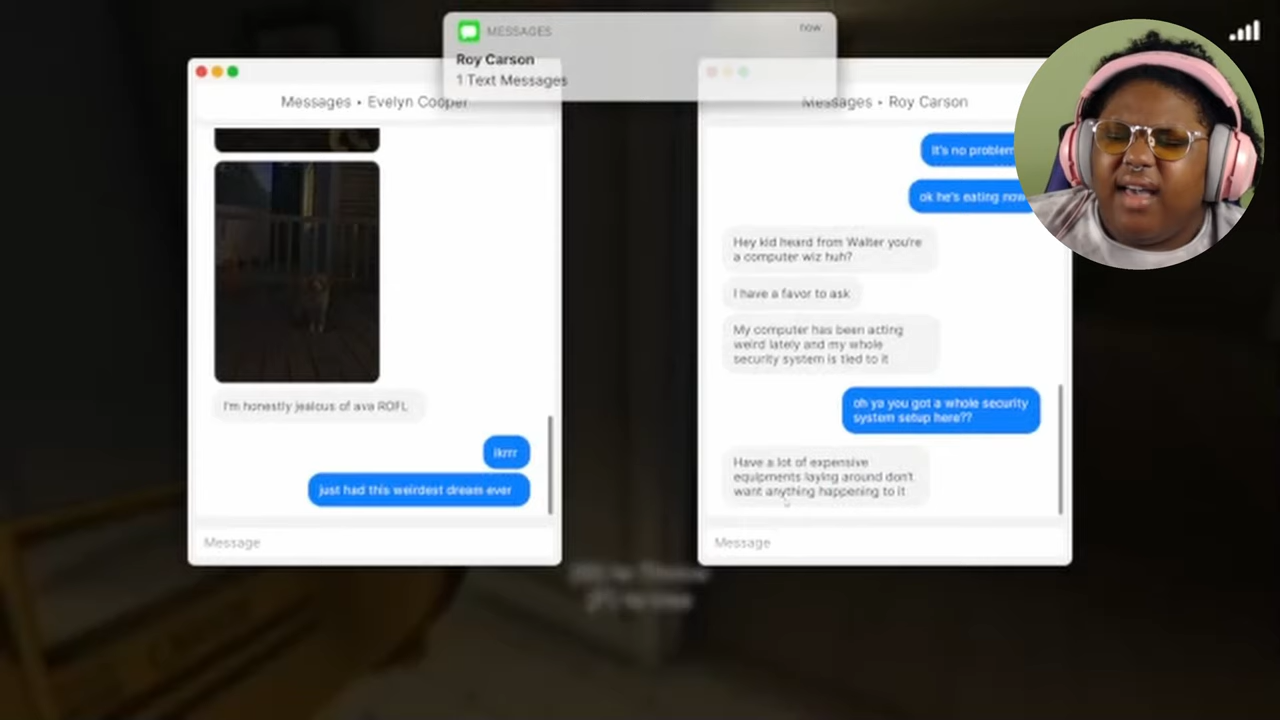 MESSAGES
now
Roy Carson
1 Text Messages
Messages • Evelyn Cooper
I'm honestly jealous of ava ROFL
ikrrr
just had this weirdest dream ever
Message
Messages • Roy Carson
it's no problem
ok he's eating now
Hey kid heard from Walter you're
a computer wiz huh?
I have a favor to ask
My computer has been acting
weird lately and my whole
security system is tied to it
oh ya you got a whole security
system setup here??
Have a lot of expensive
equipments laying around don't
want anything happening to it
Message